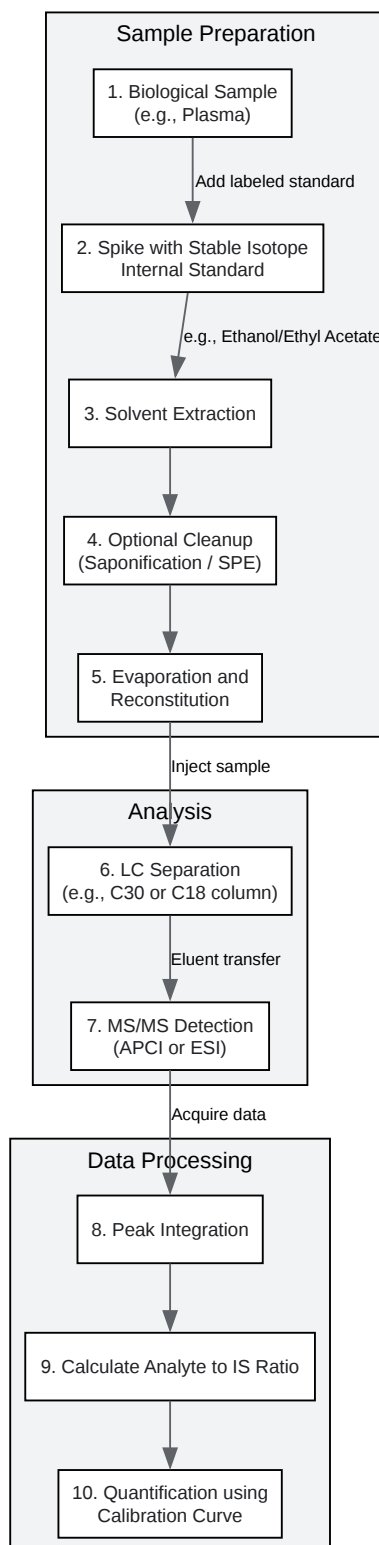 Sample Preparation
1. Biological Sample
(e.g., Plasma)
Add labeled standard
2. Spike with Stable Isotope
Internal Standard
e.g., Ethanol/Ethyl Acetate
3. Solvent Extraction
4. Optional Cleanup
(Saponification / SPE)
5. Evaporation and
Reconstitution
Inject sample
Analysis
6. LC Separation
(e.g., C30 or C18 column)
Eluent transfer
7. MS/MS Detection
(APCI or ESI)
Acquire data
Data Processing
8. Peak Integration
9. Calculate Analyte to IS Ratio
10. Quantification using
Calibration Curve